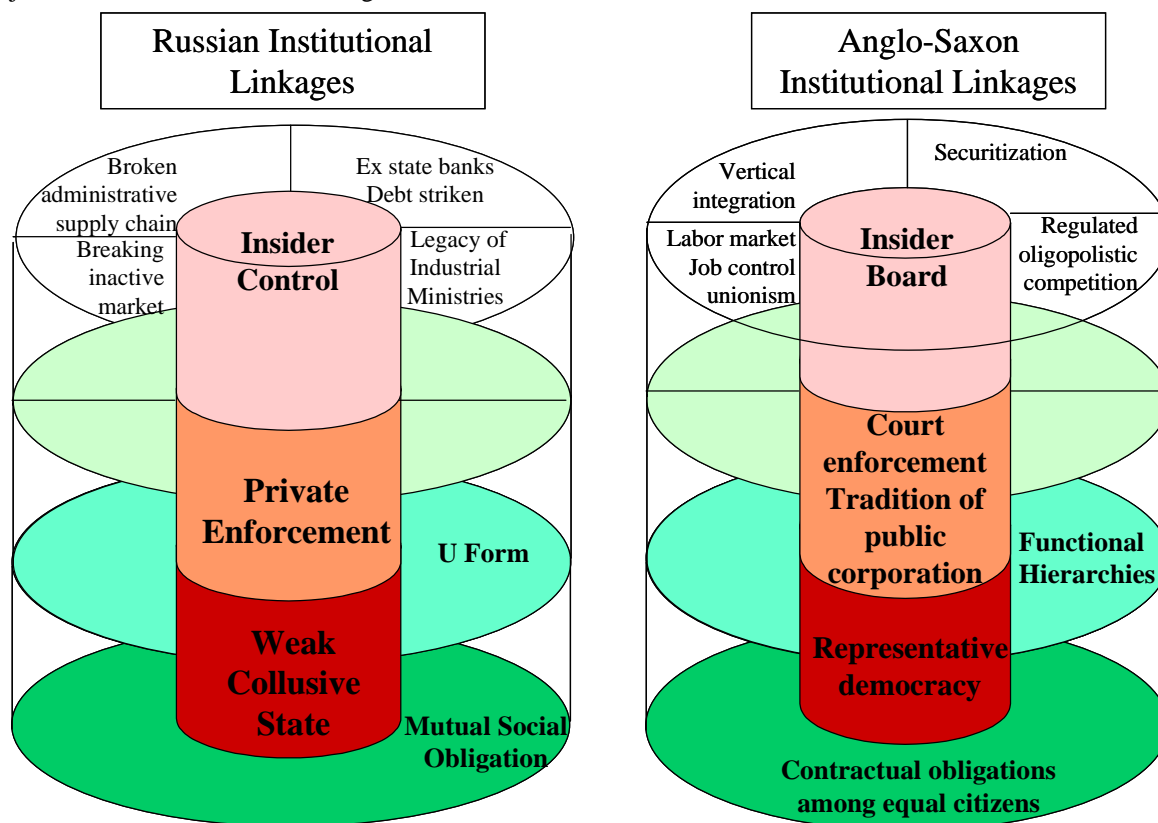 Russian Institutional
Linkages
Broken
administrative
supply chain
Ex state banks
Debt striken
Breaking
inactive
market
Legacy of
Industrial
Ministries
Insider
Control
Private
Enforcement
U Form
Weak
Collusive
State
Mutual Social
Obligation
Anglo-Saxon
Institutional Linkages
Vertical
integration
Securitization
Labor market
Job control
unionism
Regulated
oligopolistic
competition
Insider
Board
Court
enforcement
Tradition of
public
corporation
Functional
Hierarchies
Representative
democracy
Contractual obligations
among equal citizens